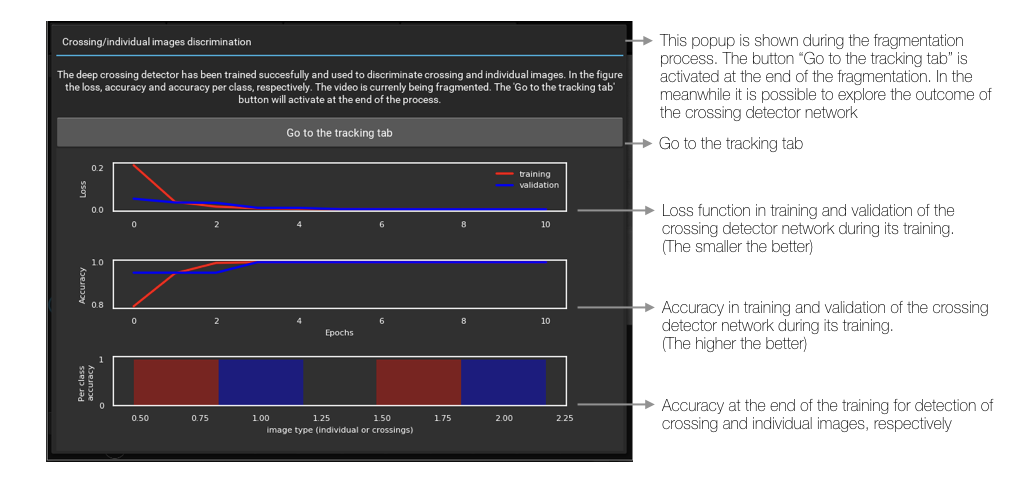 Crossing/individual images discrimination
The deep crossing detector has been trained succesfully and used to discriminate crossing and individual images. In the figure
the loss, accuracy and accuracy per class, respectively. The video is currenly being fragmented. The 'Go to the tracking tab'
button will activate at the end of the process.
Go to the tracking tab
Loss
0.2
0.0
training
validation
0 2 4 6 8 10
Accuracy
1.0
0.8
0 2 4 6 8 10
Epochs
Per class
accuracy
1
0
0.50 0.75 1.00 1.25 1.50 1.75 2.00 2.25
image type (individual or crossings)
This popup is shown during the fragmentation
process. The button “Go to the tracking tab” is
activated at the end of the fragmentation. In the
meanwhile it is possible to explore the outcome of
the crossing detector network
Go to the tracking tab
Loss function in training and validation of the
crossing detector network during its training.
(The smaller the better)
Accuracy in training and validation of the crossing
detector network during its training.
(The higher the better)
Accuracy at the end of the training for detection of
crossing and individual images, respectively